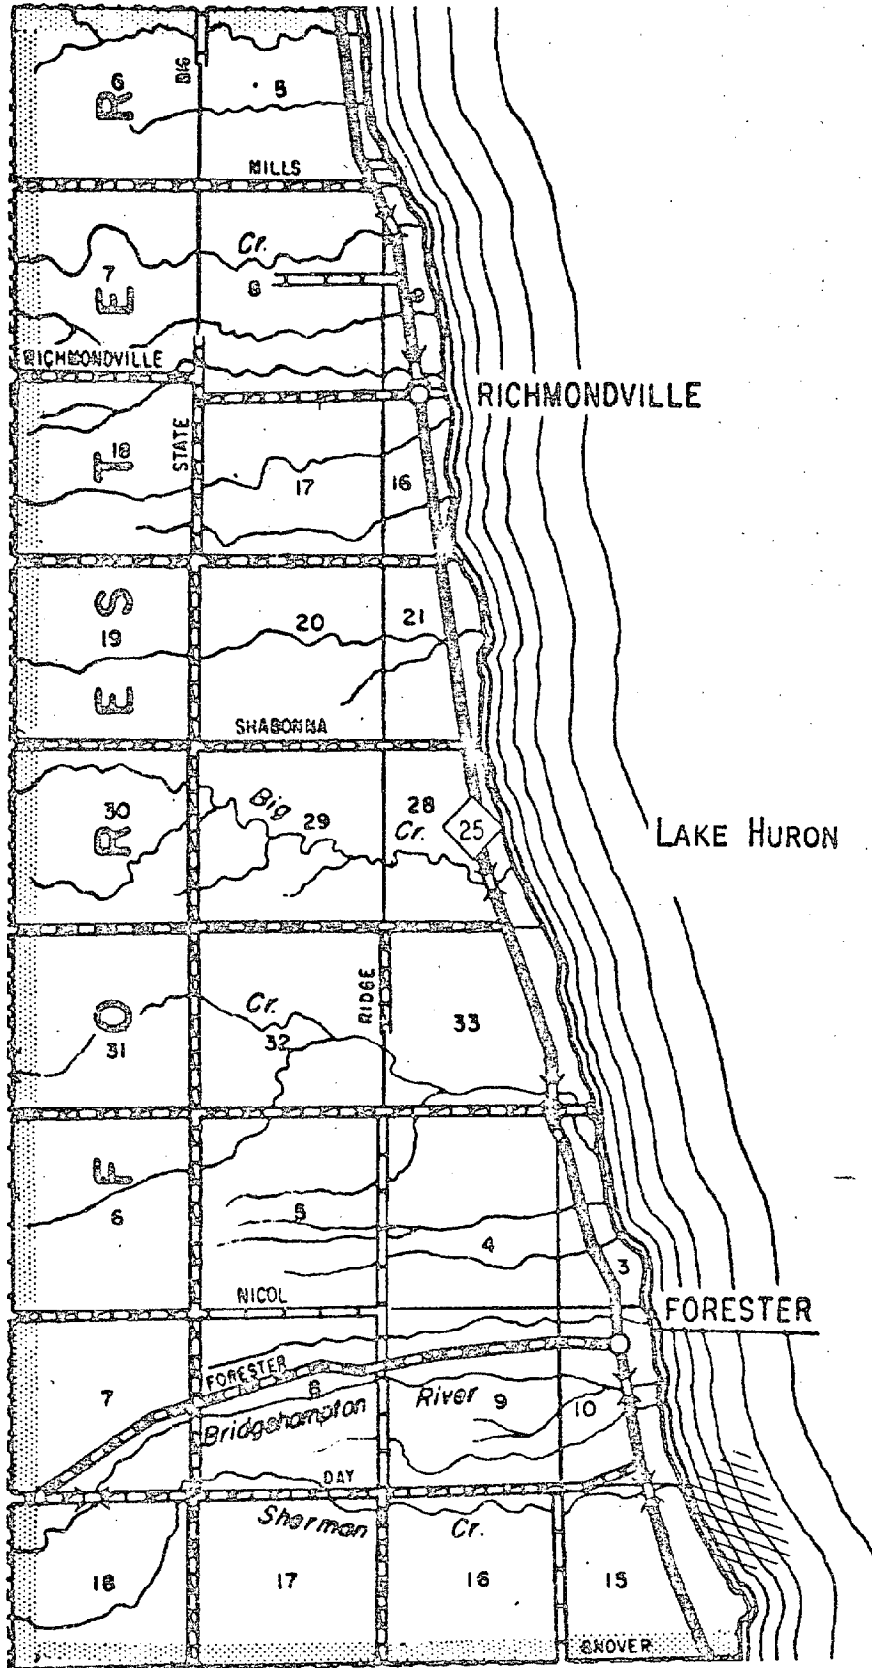 6
5
BIG
R
MILLS
Cr.
7
8
9
E
RICHMONDVILLE
RICHMONDVILLE
18
T
STATE
17
16
S
19
20
21
E
SHABONNA
30
Big
29
28
Cr.
25
R
LAKE HURON
RIDGE
O
Cr.
31
32
33
F
6
5
4
3
NICOL
FORESTER
FORESTER
7
8
9
10
Bridgehampton River
DAY
Sherman Cr.
18
17
16
15
SNOVER